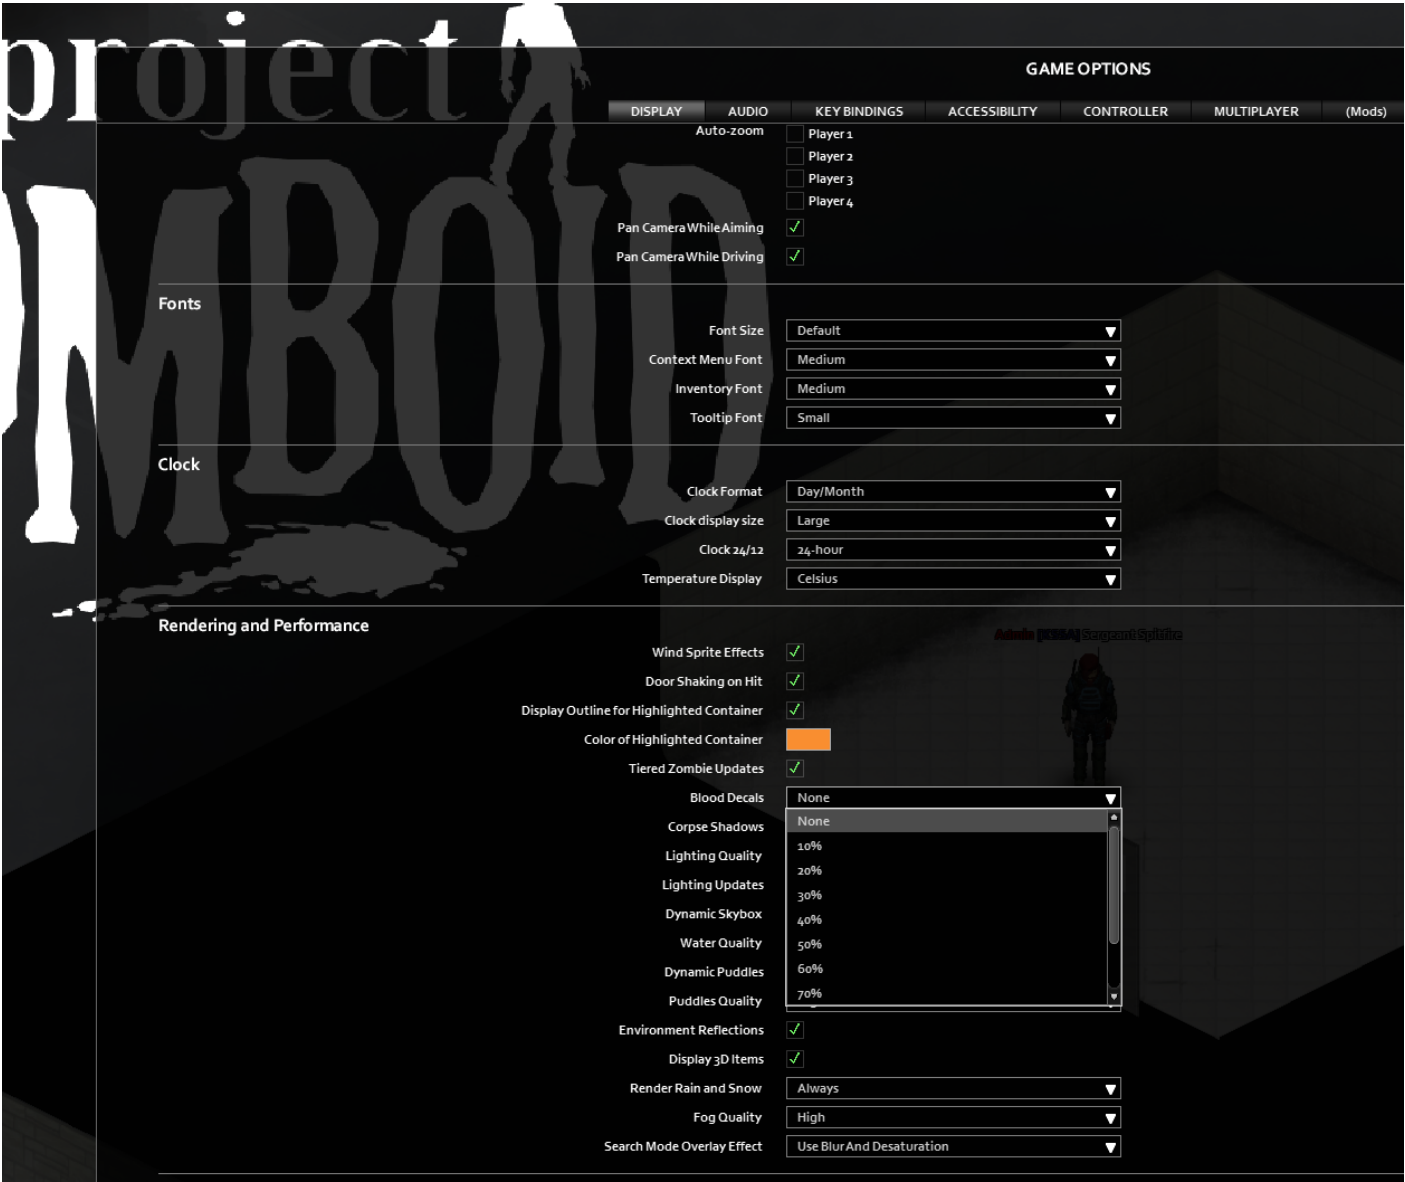 project
OMBOID
GAME OPTIONS
DISPLAY AUDIO KEY BINDINGS ACCESSIBILITY CONTROLLER MULTIPLAYER (Mods)
Auto-zoom Player 1
Player 2
Player 3
Player 4
Pan Camera While Aiming
Pan Camera While Driving
Fonts
Font Size Default
Context Menu Font Medium
Inventory Font Medium
Tooltip Font Small
Clock
Clock Format Day/Month
Clock display size Large
Clock 24/12 24-hour
Temperature Display Celsius
Rendering and Performance
Admin Sergeant Spitfire
Wind Sprite Effects
Door Shaking on Hit
Display Outline for Highlighted Container
Color of Highlighted Container
Tiered Zombie Updates
Blood Decals None
None
Corpse Shadows
10%
Lighting Quality
20%
Lighting Updates
30%
Dynamic Skybox
40%
Water Quality
50%
Dynamic Puddles
60%
Puddles Quality
70%
Environment Reflections
Display 3D Items
Render Rain and Snow Always
Fog Quality High
Search Mode Overlay Effect Use Blur And Desaturation